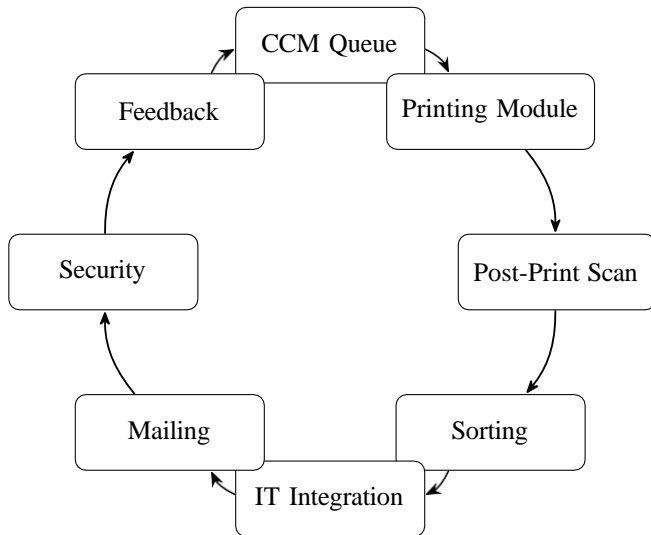 CCM Queue
Feedback
Printing Module
Security
Post-Print Scan
Mailing
Sorting
IT Integration